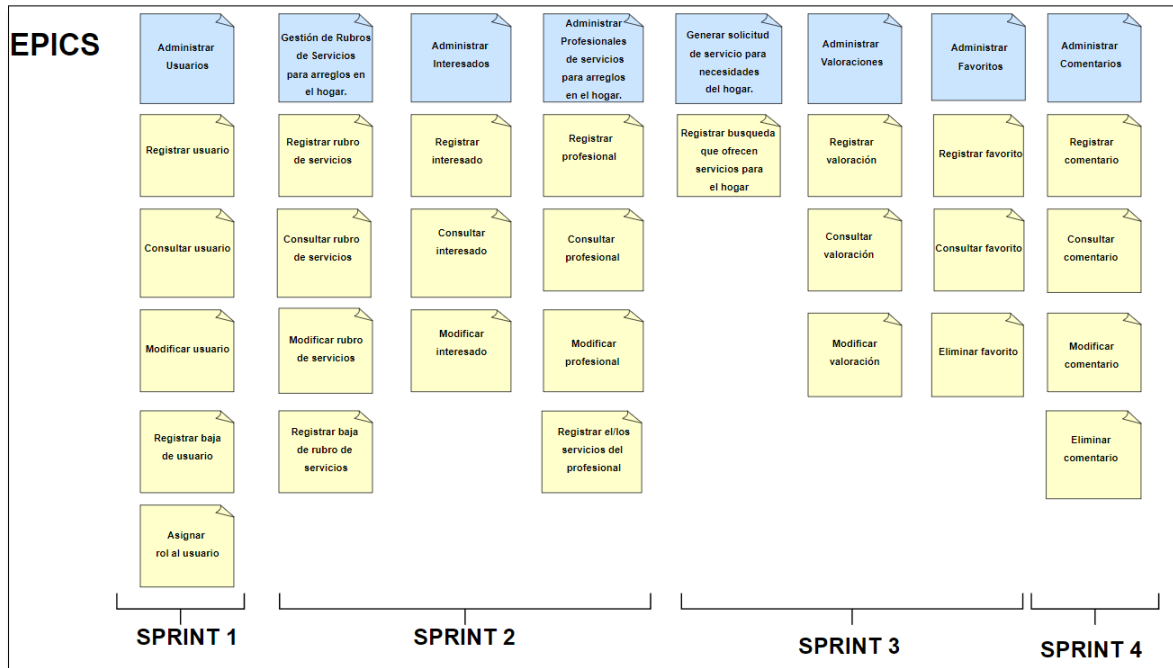 EPICS
Administrar
Usuarios
Gestión de Rubros
de Servicios
para arreglos en
el hogar.
Administrar
Interesados
Administrar
Profesionales
de servicios
para arreglos
en el hogar.
Generar solicitud
de servicio para
necesidades
del hogar.
Administrar
Valoraciones
Administrar
Favoritos
Administrar
Comentarios
Registrar usuario
Registrar rubro
de servicios
Registrar
interesado
Registrar
profesional
Registrar busqueda
que ofrecen
servicios para
el hogar
Registrar
valoración
Registrar favorito
Registrar
comentario
Consultar usuario
Consultar rubro
de servicios
Consultar
interesado
Consultar
profesional
Consultar
valoración
Consultar favorito
Consultar
comentario
Modificar usuario
Modificar rubro
de servicios
Modificar
interesado
Modificar
profesional
Modificar
valoración
Eliminar favorito
Modificar
comentario
Registrar baja
de usuario
Registrar baja
de rubro de
servicios
Registrar el/los
servicios del
profesional
Eliminar
comentario
Asignar
rol al usuario
SPRINT 1
SPRINT 2
SPRINT 3
SPRINT 4